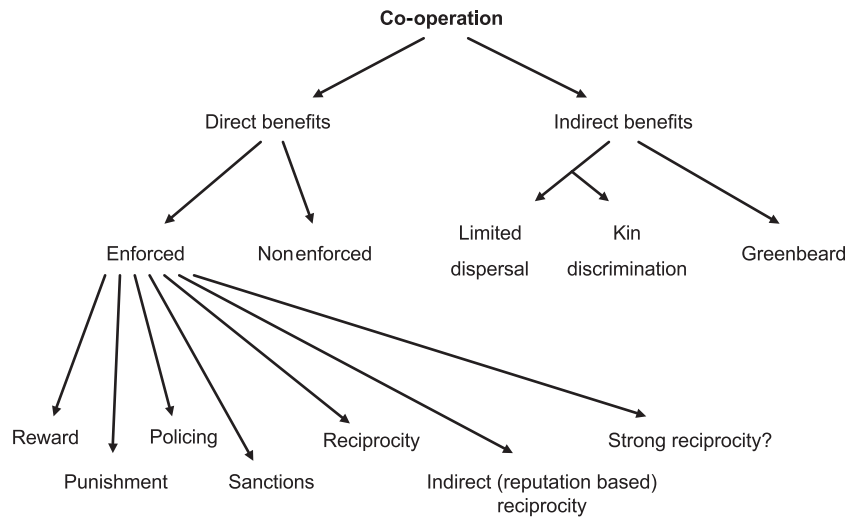 Co-operation
Direct benefits
Indirect benefits
Enforced
Nonenforced
Limited
dispersal
Kin
discrimination
Greenbeard
Reward
Punishment
Policing
Sanctions
Reciprocity
Indirect (reputation based)
reciprocity
Strong reciprocity?